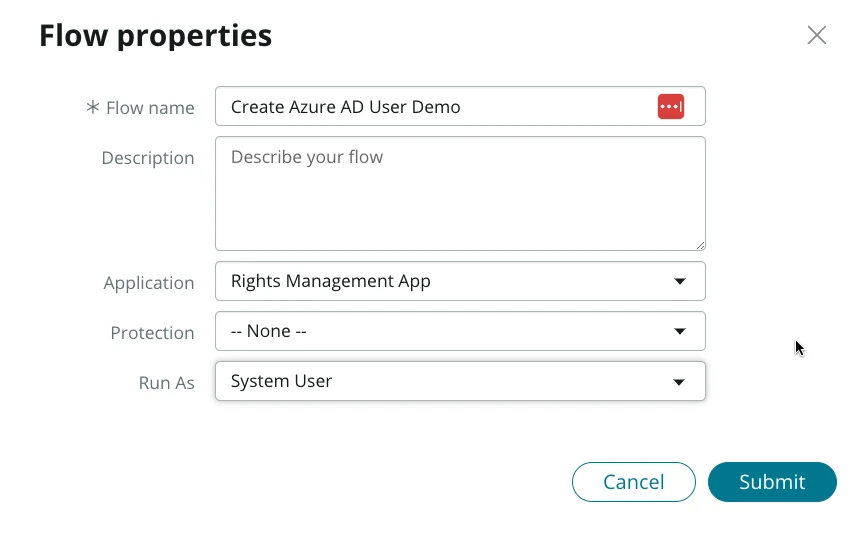 Flow properties
* Flow name
Create Azure AD User Demo
Description
Describe your flow
Application
Rights Management App
Protection
-- None --
Run As
System User
Cancel
Submit